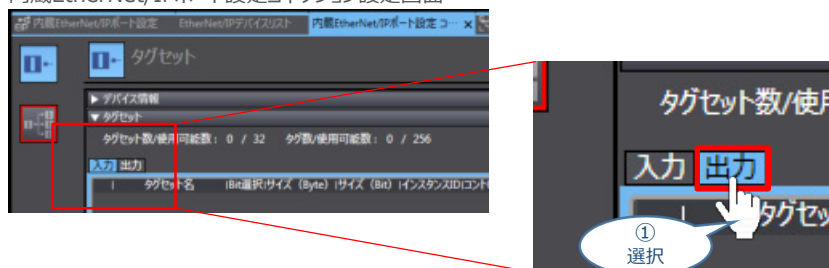 内蔵EtherNet/IPポート設定コネクション設定画面
内蔵EtherNet/IPポート設定 EtherNet/IPデバイスリスト 内蔵EtherNet/IPポート設定 コ…
タグセット
▶ デバイス情報
▼ タグセット
タグセット数/使用可能数: 0 / 32 タグ数/使用可能数: 0 / 256
入力 出力
タグセット名 |Bit選択|サイズ (Byte) |サイズ (Bit) |インスタンスID|コント
タグセット数/使用
入力 出力
タグセッ
①
選択